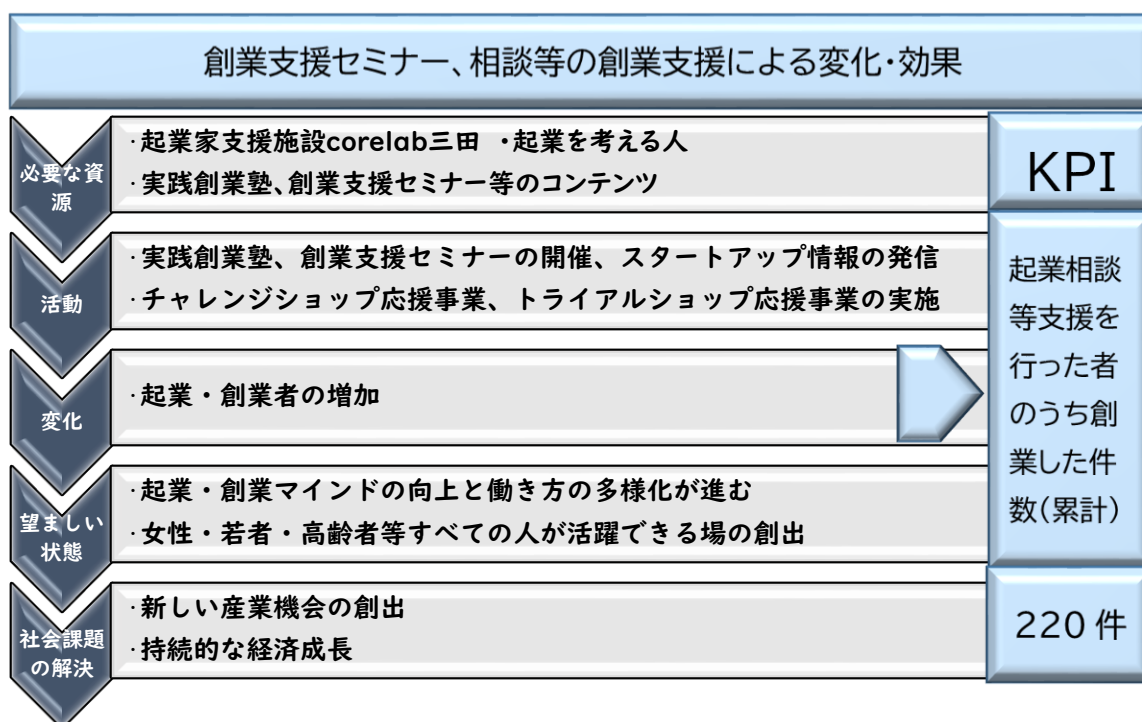 創業支援セミナー、相談等の創業支援による変化・効果
必要な資
源
・起業家支援施設corelab三田 ・起業を考える人
・実践創業塾、創業支援セミナー等のコンテンツ
活動
・実践創業塾、創業支援セミナーの開催、スタートアップ情報の発信
・チャレンジショップ応援事業、トライアルショップ応援事業の実施
変化
・起業・創業者の増加
望ましい
状態
・起業・創業マインドの向上と働き方の多様化が進む
・女性・若者・高齢者等すべての人が活躍できる場の創出
社会課題
の解決
・新しい産業機会の創出
・持続的な経済成長
KPI
起業相談
等支援を
行った者
のうち創
業した件
数(累計)
220 件